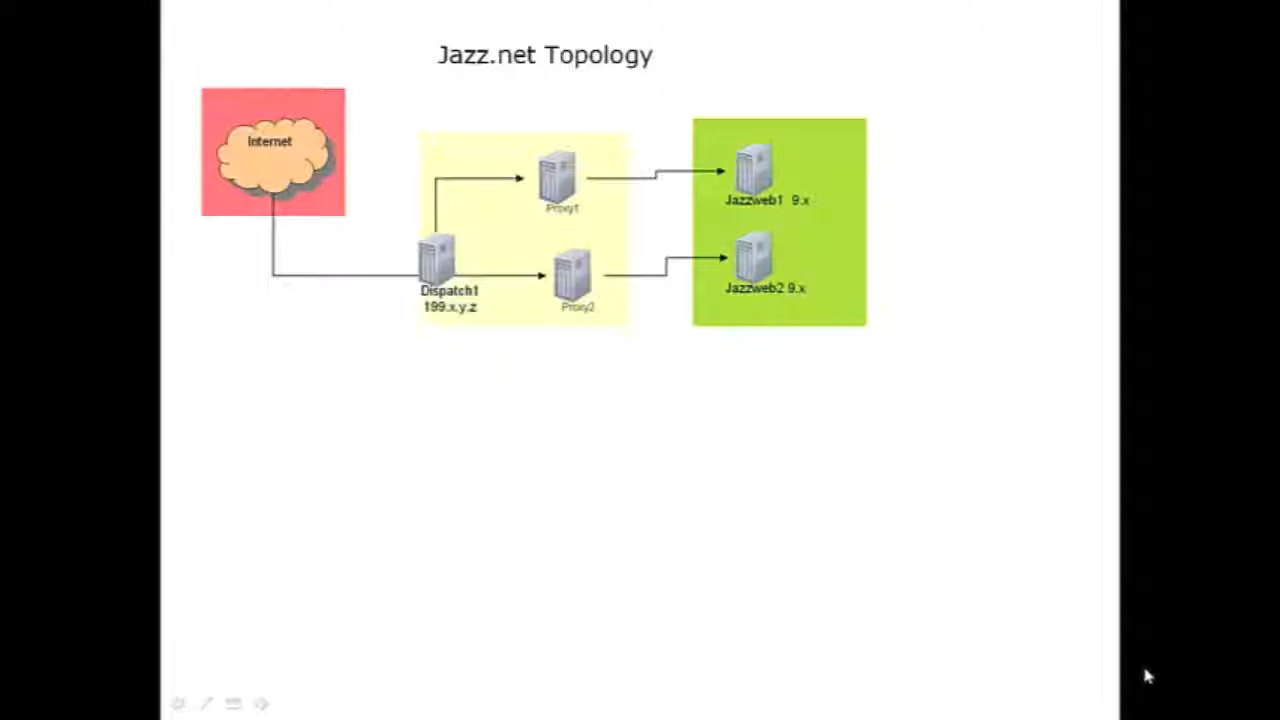 Jazz.net Topology
Internet
Proxy1
Jazzweb1 9.x
Dispatch1
199.x.y.z
Proxy2
Jazzweb2 9.x